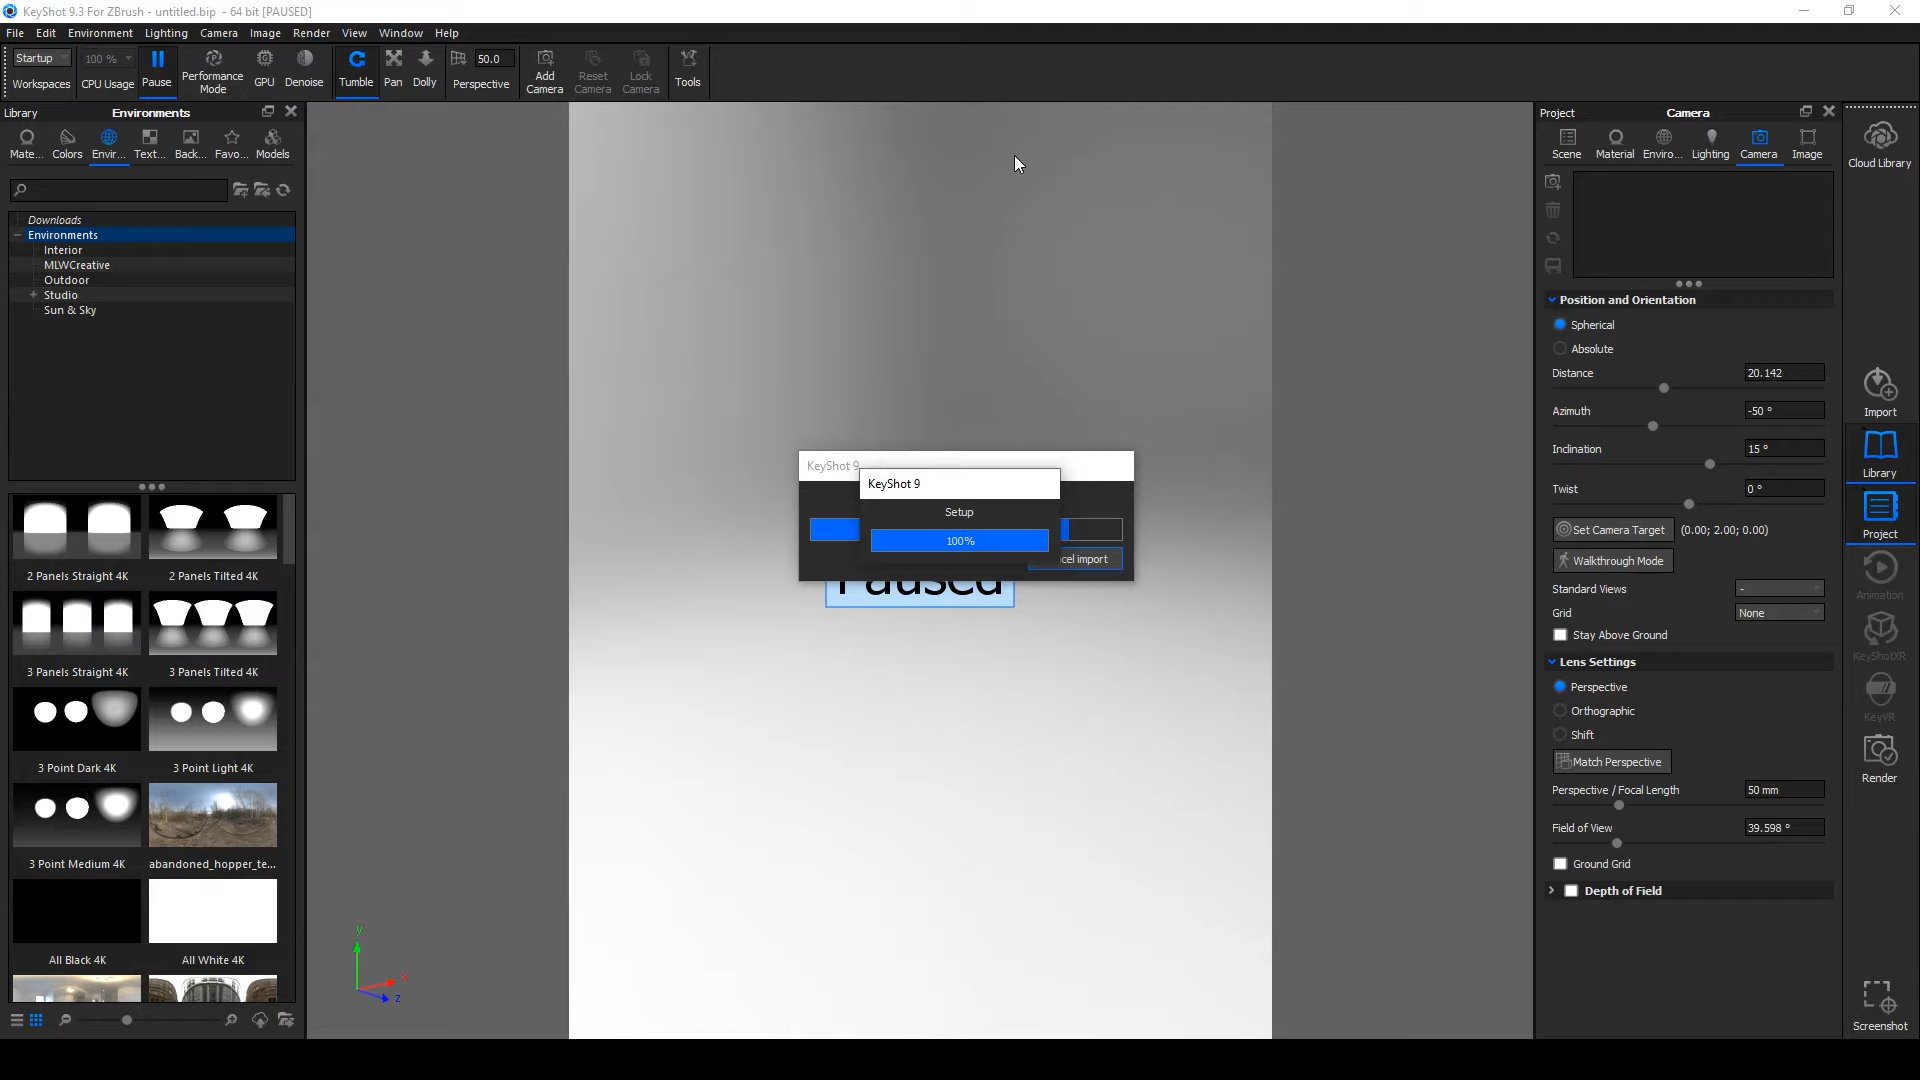 KeyShot 9.3 For ZBrush - untitled.bip - 64 bit [PAUSED]
File Edit Environment Lighting Camera Image Render View Window Help
Startup
Workspaces
100 %
CPU Usage
Pause
Performance
Mode
GPU
Denoise
Tumble
Pan
Dolly
50.0
Perspective
Add
Camera
Reset
Camera
Lock
Camera
Tools
Library
Environments
Mate... Colors Envir... Text... Back... Favo... Models
Downloads
Environments
Interior
MLWCreative
Outdoor
Studio
Sun & Sky
2 Panels Straight 4K
2 Panels Tilted 4K
3 Panels Straight 4K
3 Panels Tilted 4K
3 Point Dark 4K
3 Point Light 4K
3 Point Medium 4K
abandoned_hopper_te...
All Black 4K
All White 4K
KeyShot 9
KeyShot 9
Setup
100%
cel import
Paused
y
x
z
Project
Camera
Scene Material Enviro... Lighting Camera Image
Position and Orientation
Spherical
Absolute
Distance 20.142
Azimuth -50 °
Inclination 15 °
Twist 0 °
Set Camera Target (0.00; 2.00; 0.00)
Walkthrough Mode
Standard Views -
Grid None
Stay Above Ground
Lens Settings
Perspective
Orthographic
Shift
Match Perspective
Perspective / Focal Length 50 mm
Field of View 39.598 °
Ground Grid
Depth of Field
Cloud Library
Import
Library
Project
Animation
KeyShotXR
KeyVR
Render
Screenshot